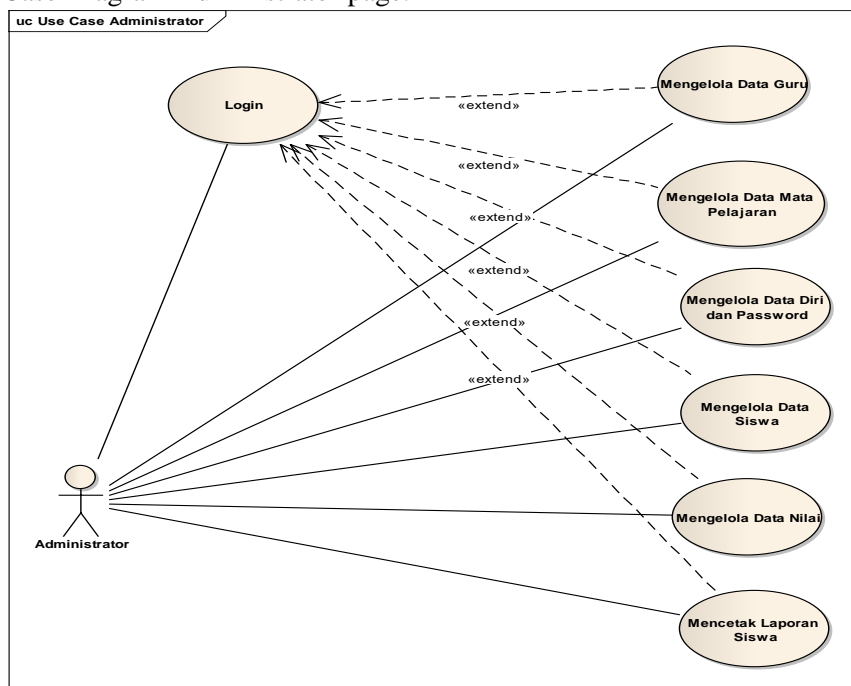 uc Use Case Administrator
Login
Mengelola Data Guru
«extend»
«extend»
Mengelola Data Mata
Pelajaran
«extend»
«extend»
Mengelola Data Diri
dan Password
«extend»
«extend»
Mengelola Data
Siswa
Mengelola Data Nilai
Administrator
Mencetak Laporan
Siswa